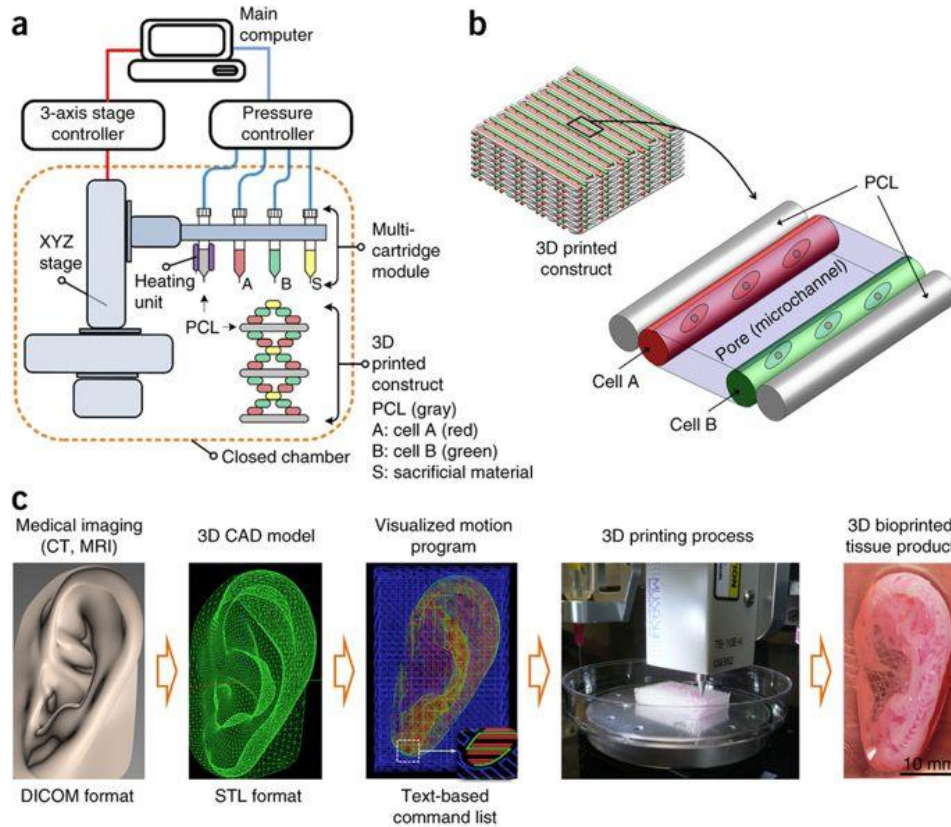 a
Main
computer
3-axis stage
controller
Pressure
controller
XYZ
stage
Heating
unit
A
B
S
PCL
Multi-
cartridge
module
3D
printed
construct
PCL (gray)
A: cell A (red)
B: cell B (green)
S: sacrificial material
Closed chamber
b
3D printed
construct
PCL
Pore (microchannel)
Cell A
Cell B
c
Medical imaging
(CT, MRI)
DICOM format
3D CAD model
STL format
Visualized motion
program
Text-based
command list
3D printing process
TB-10E-H
3D bioprinted
tissue product
10 mm